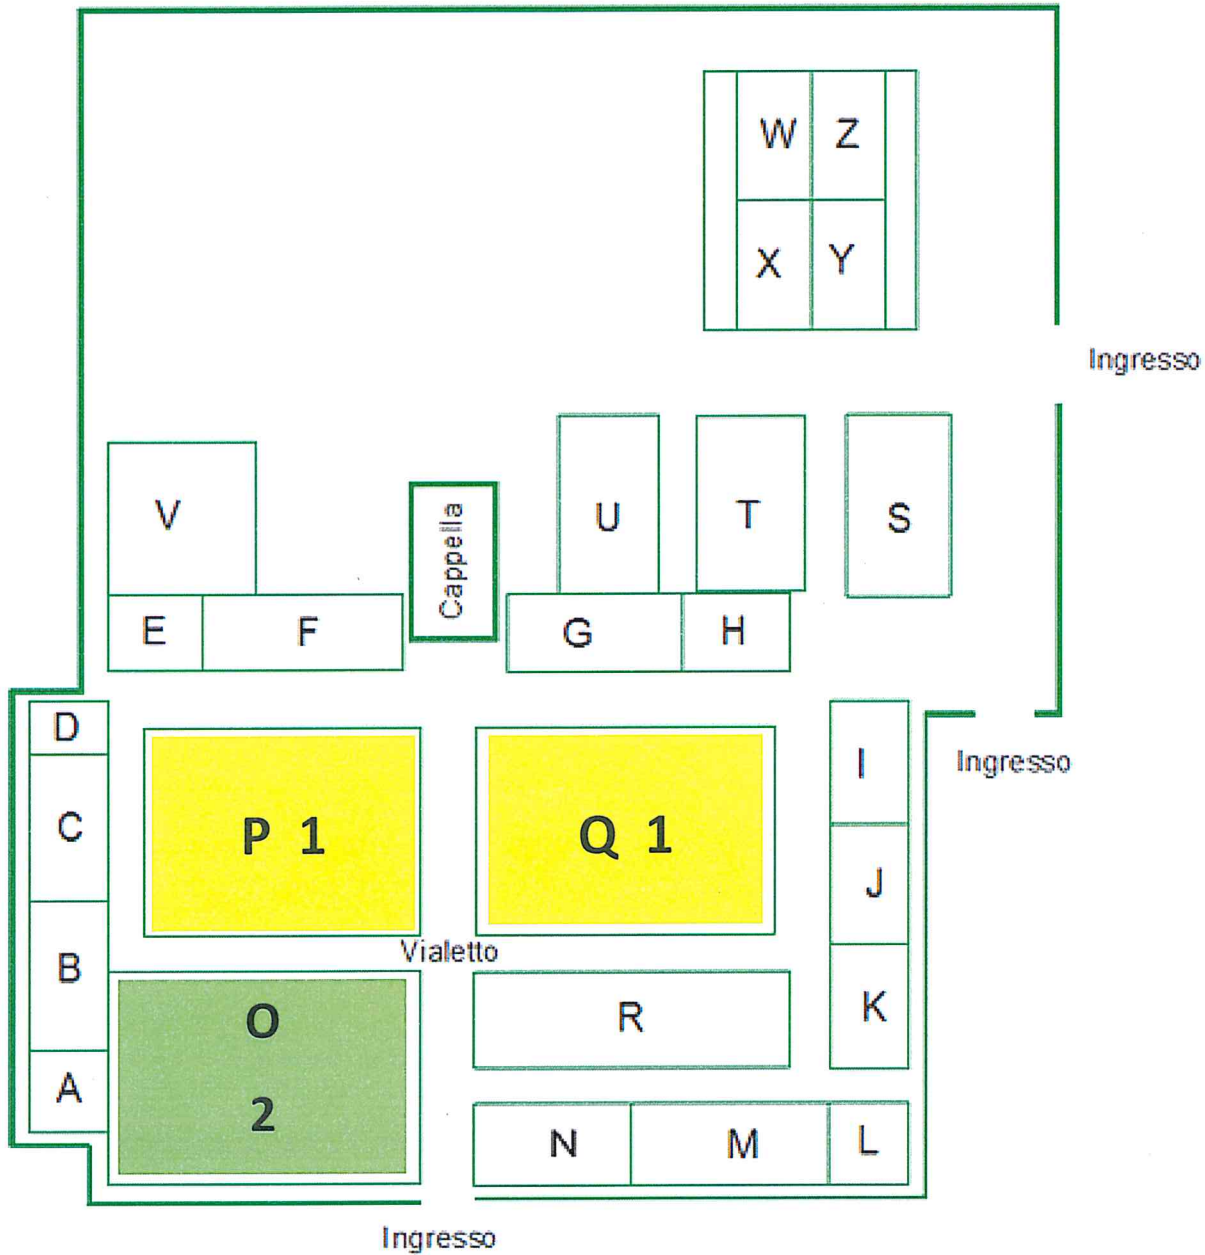 W Z
X Y
Ingresso
V
Cappella
U T S
E F G H
D
C
B
A
P 1
Q 1
I
J
K
Ingresso
Vialetto
O
2
R
N M L
Ingresso